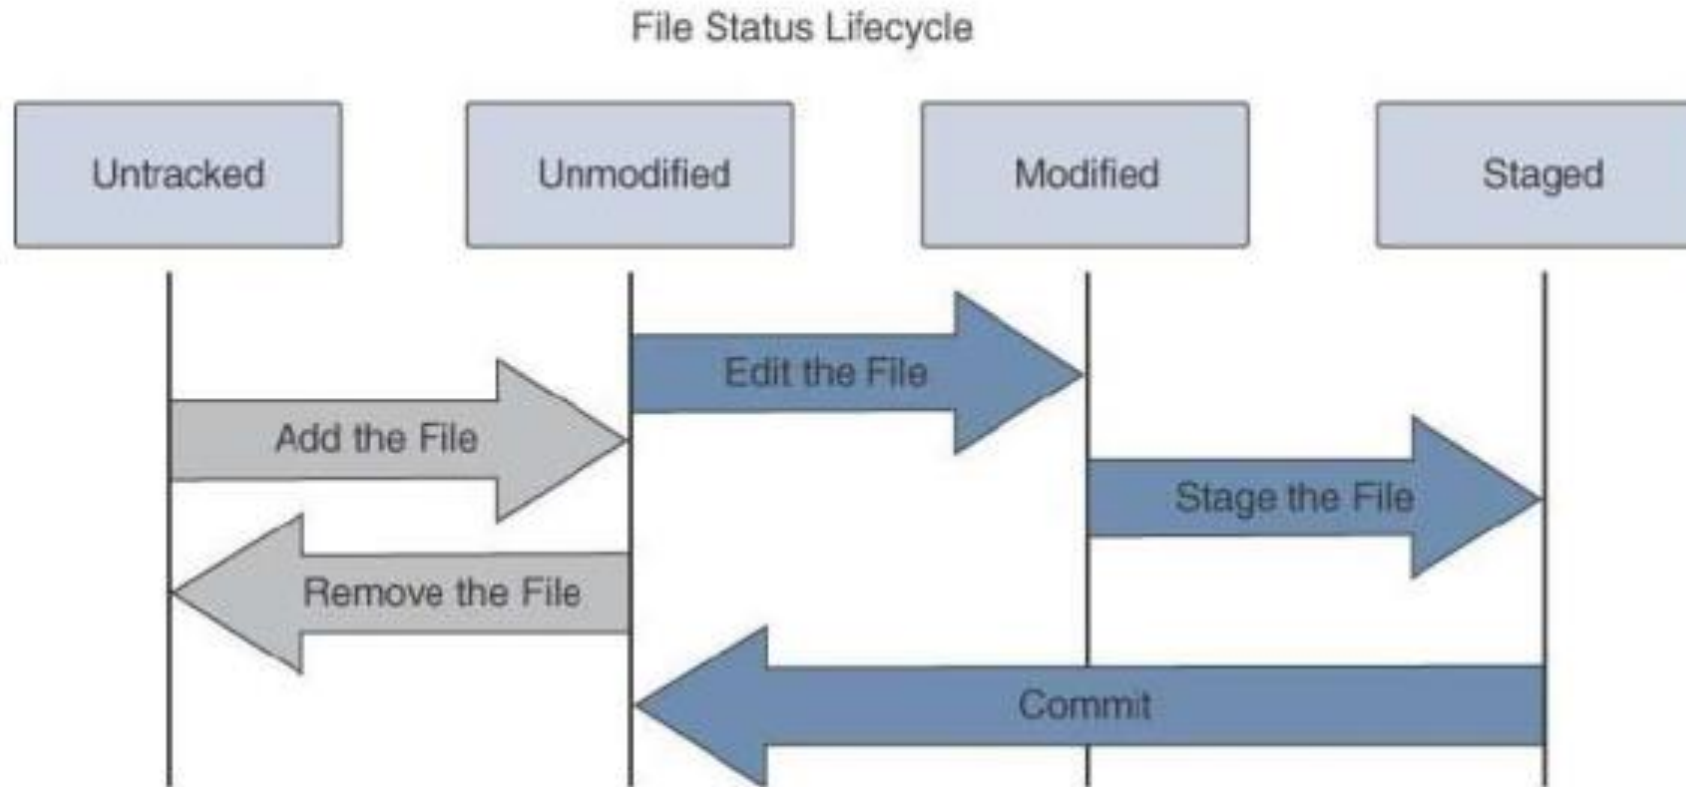 File Status Lifecycle
Untracked
Unmodified
Modified
Staged
Edit the File
Add the File
Stage the File
Remove the File
Commit